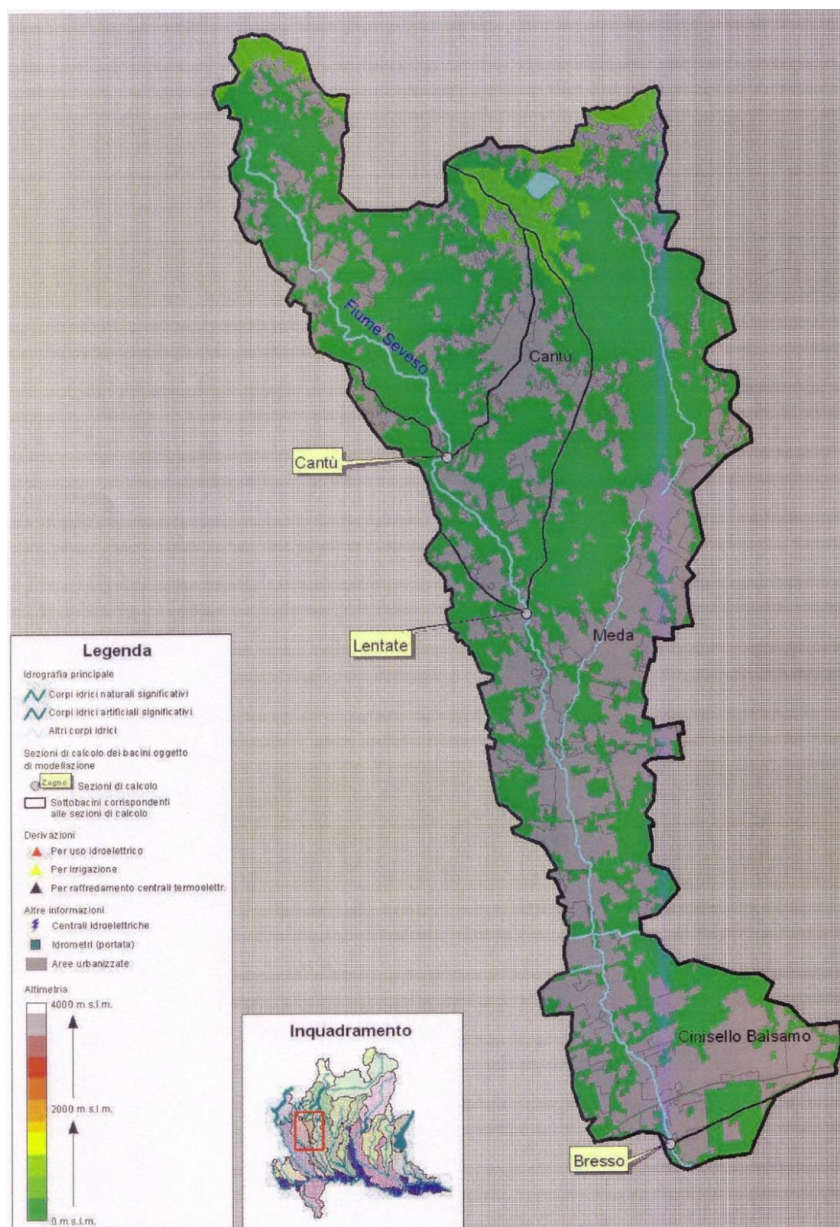 Fiume Seveso
Cantù
Cantù
Lentate
Meda
Cinisello Balsamo
Bresso
Legenda
Idrografia principale
Corpi idrici naturali significativi
Corpi idrici artificiali significativi
Altri corpi idrici
Sezioni di calcolo dei bacini oggetto
di modellazione
Zogno
Sezioni di calcolo
Sottobacini corrispondenti
alle sezioni di calcolo
Derivazioni
Per uso idroelettrico
Per irrigazione
Per raffredamento centrali termoelettr.
Altre informazioni
Centrali idroelettriche
Idrometri (portata)
Aree urbanizzate
Altimetria
4000 m s.l.m.
2000 m s.l.m.
0 m s.l.m.
Inquadramento